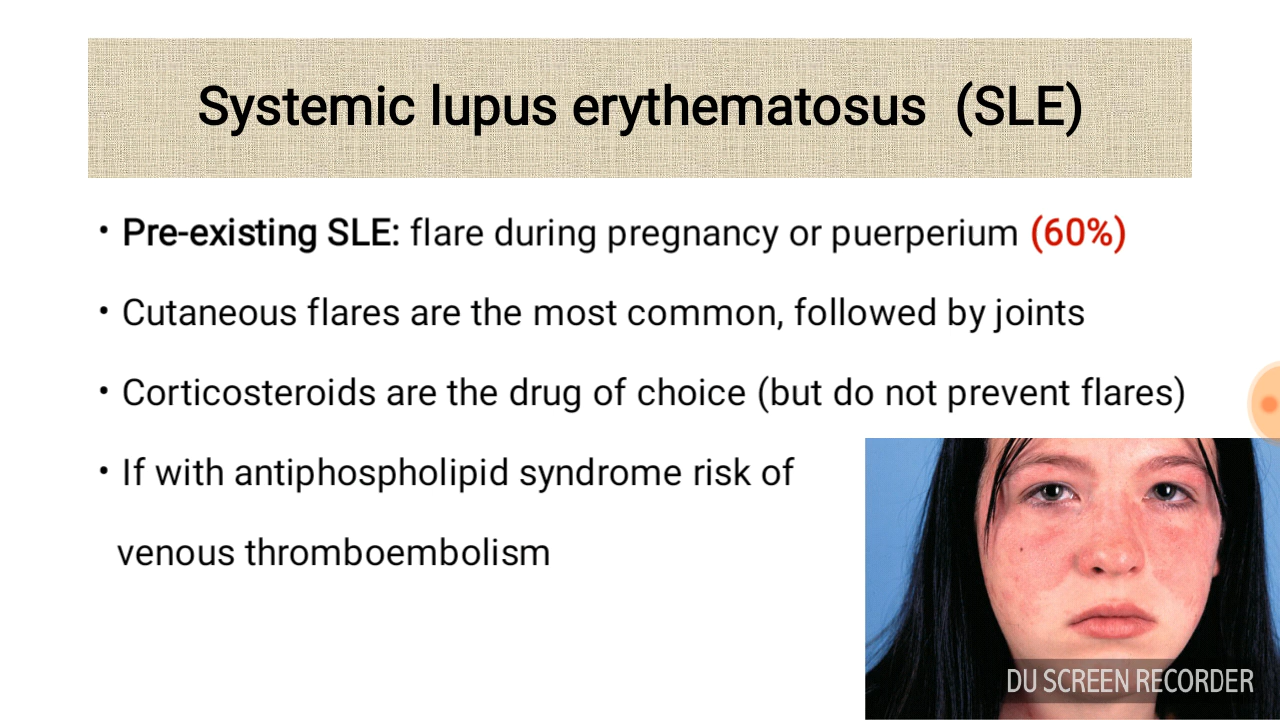 Systemic lupus erythematosus (SLE)
• Pre-existing SLE: flare during pregnancy or puerperium (60%)
• Cutaneous flares are the most common, followed by joints
• Corticosteroids are the drug of choice (but do not prevent flares)
• If with antiphospholipid syndrome risk of
venous thromboembolism
DU SCREEN RECORDER